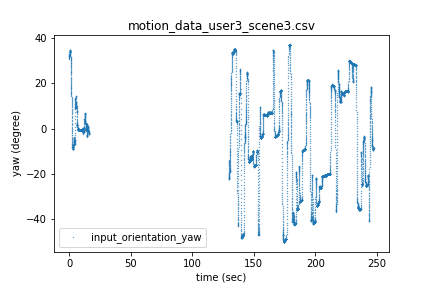 motion_data_user3_scene3.csv
yaw (degree)
40
20
0
−20
−40
input_orientation_yaw
0 50 100 150 200 250
time (sec)